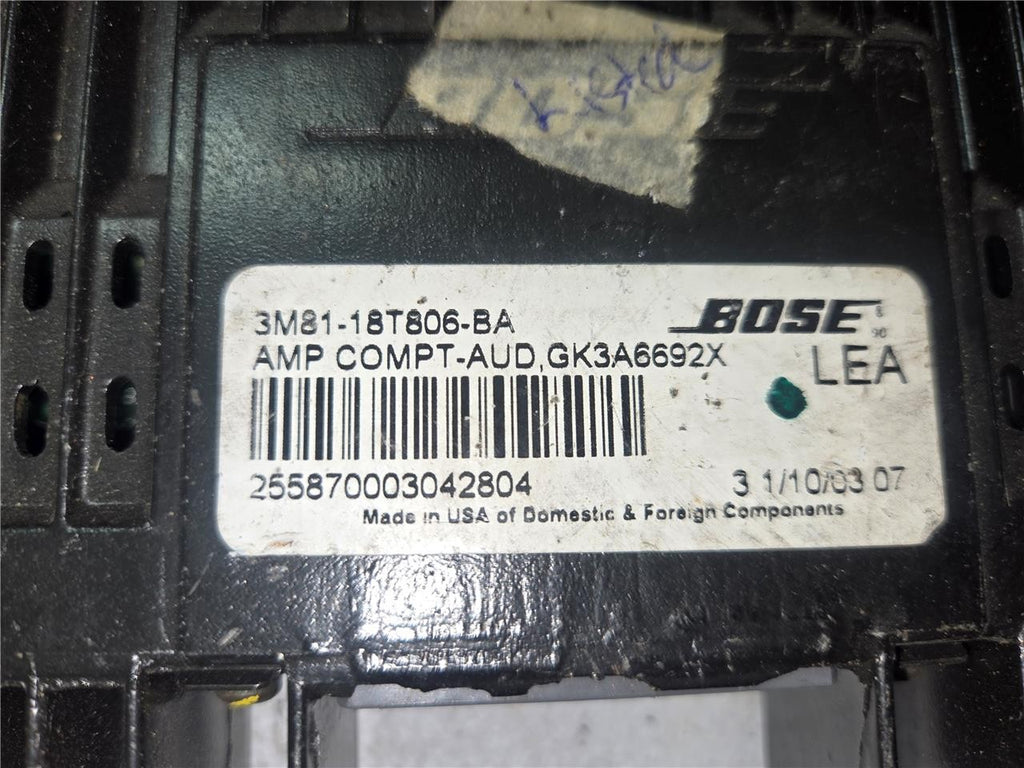 3M81-18T806-BA
BOSE
AMP COMPT-AUD,GK3A6692X
LEA
255870003042804
3 1/10/03 07
Made in USA of Domestic & Foreign Components